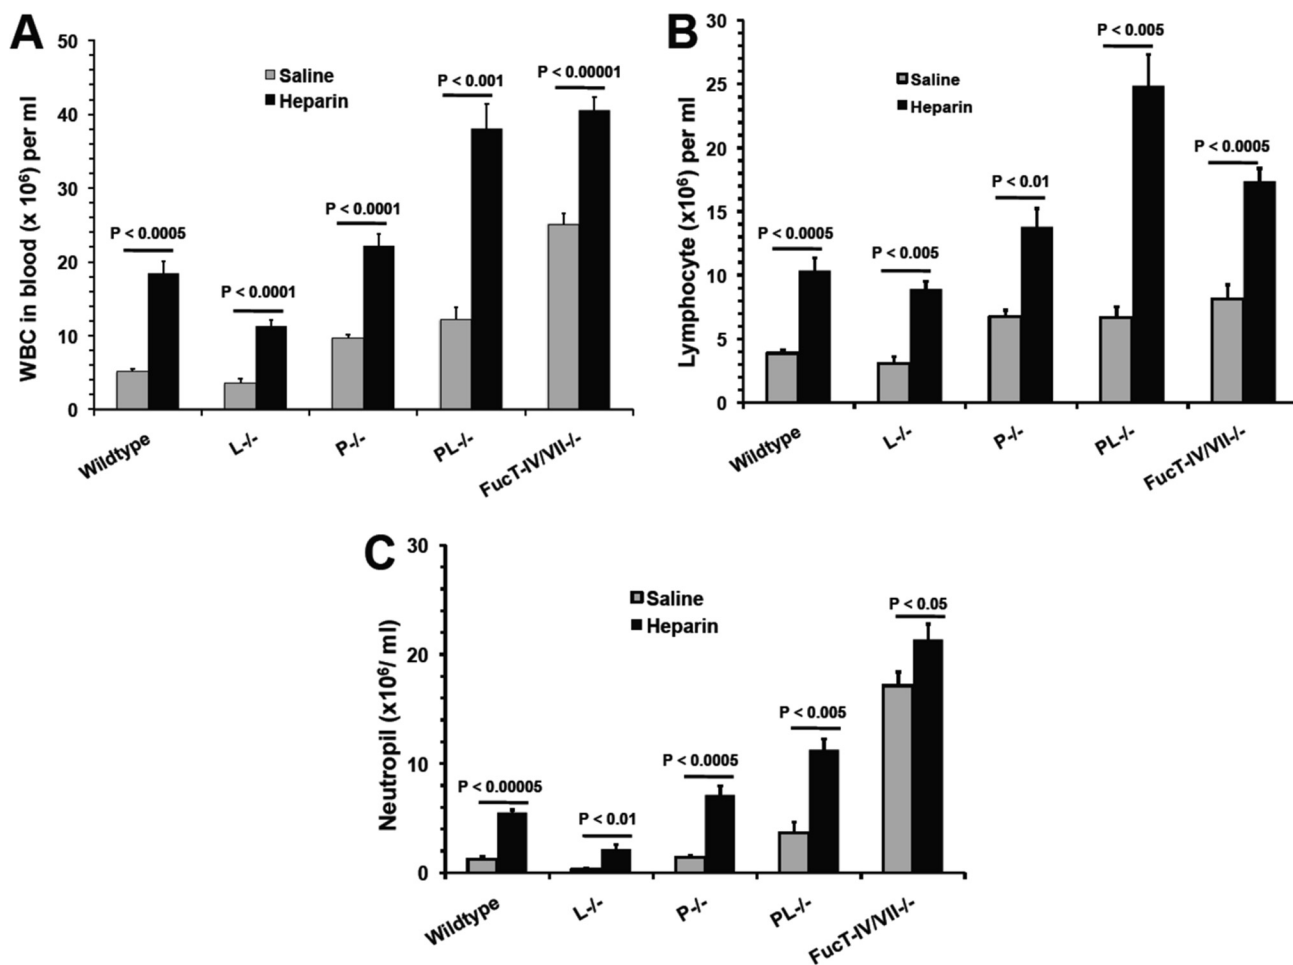 A
WBC in blood (x 10⁶) per ml
50
40
30
20
10
0
Saline
Heparin
P < 0.0005
P < 0.0001
P < 0.0001
P < 0.001
P < 0.00001
Wildtype
L-/-
P-/-
PL-/-
FucT-IV/VII-/-
B
Lymphocyte (x10⁶) per ml
30
25
20
15
10
5
0
Saline
Heparin
P < 0.0005
P < 0.005
P < 0.01
P < 0.005
P < 0.0005
Wildtype
L-/-
P-/-
PL-/-
FucT-IV/VII-/-
C
Neutropil (x10⁶/ ml)
30
20
10
0
Saline
Heparin
P < 0.00005
P < 0.01
P < 0.0005
P < 0.005
P < 0.05
Wildtype
L-/-
P-/-
PL-/-
FucT-IV/VII-/-